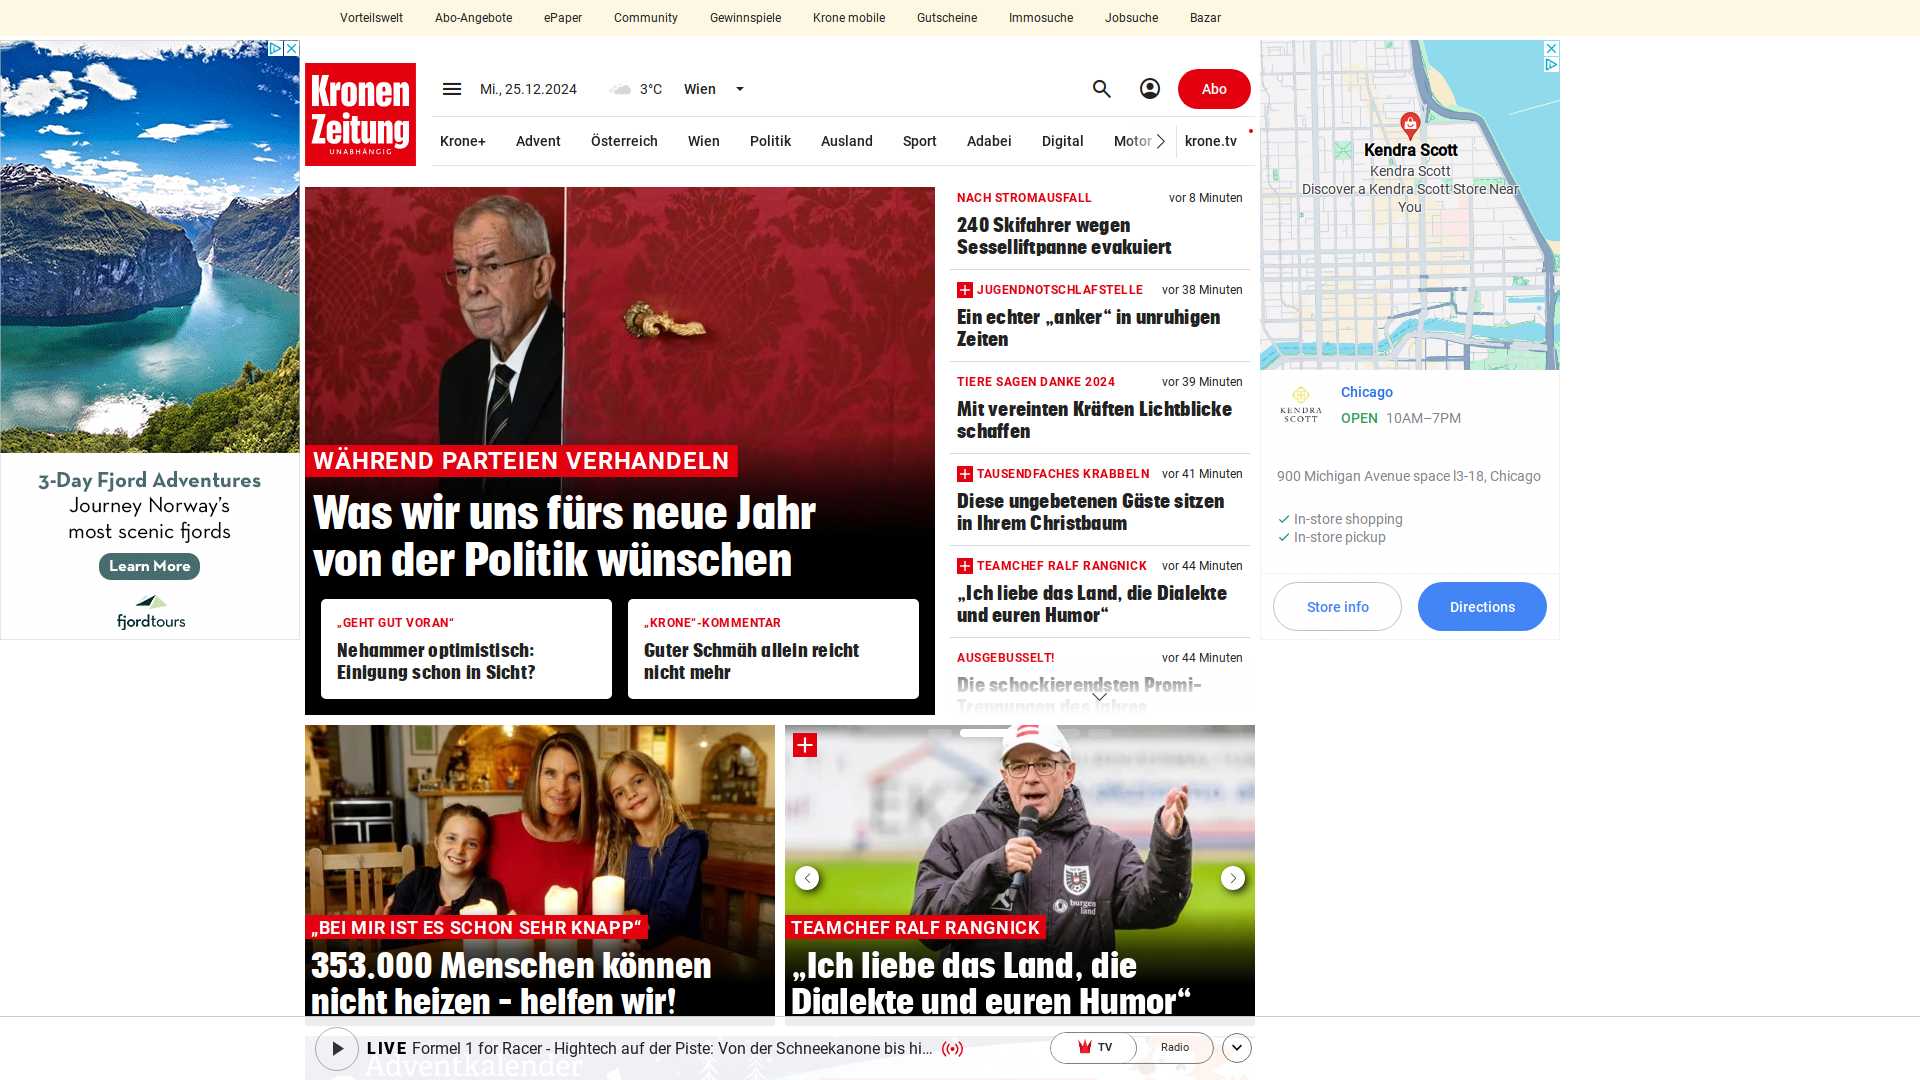 Vorteilswelt Abo-Angebote ePaper Community Gewinnspiele Krone mobile Gutscheine Immosuche Jobsuche Bazar
Kronen
Zeitung
UNABHÄNGIG
Mi., 25.12.2024 3°C Wien
Abo
Krone+ Advent Österreich Wien Politik Ausland Sport Adabei Digital Motor krone.tv
3-Day Fjord Adventures
Journey Norway's
most scenic fjords
Learn More
fjordtours
WÄHREND PARTEIEN VERHANDELN
Was wir uns fürs neue Jahr
von der Politik wünschen
„GEHT GUT VORAN“
Nehammer optimistisch:
Einigung schon in Sicht?
„KRONE“-KOMMENTAR
Guter Schmäh allein reicht
nicht mehr
NACH STROMAUSFALL vor 8 Minuten
240 Skifahrer wegen
Sesselliftpanne evakuiert
JUGENDNOTSCHLAFSTELLE vor 38 Minuten
Ein echter „anker“ in unruhigen
Zeiten
TIERE SAGEN DANKE 2024 vor 39 Minuten
Mit vereinten Kräften Lichtblicke
schaffen
TAUSENDFACHES KRABBELN vor 41 Minuten
Diese ungebetenen Gäste sitzen
in Ihrem Christbaum
TEAMCHEF RALF RANGNICK vor 44 Minuten
„Ich liebe das Land, die Dialekte
und euren Humor“
AUSGEBUSSELT! vor 44 Minuten
Die schockierendsten Promi-
Trennungen des Jahres
Kendra Scott
Kendra Scott
Discover a Kendra Scott Store Near
You
KENDRA
SCOTT
Chicago
OPEN 10AM–7PM
900 Michigan Avenue space l3-18, Chicago
In-store shopping
In-store pickup
Store info Directions
„BEI MIR IST ES SCHON SEHR KNAPP“
353.000 Menschen können
nicht heizen – helfen wir!
EKZ
burgen
land
TEAMCHEF RALF RANGNICK
„Ich liebe das Land, die
Dialekte und euren Humor“
LIVE Formel 1 for Racer - Hightech auf der Piste: Von der Schneekanone bis hi... TV Radio
Adventkalender